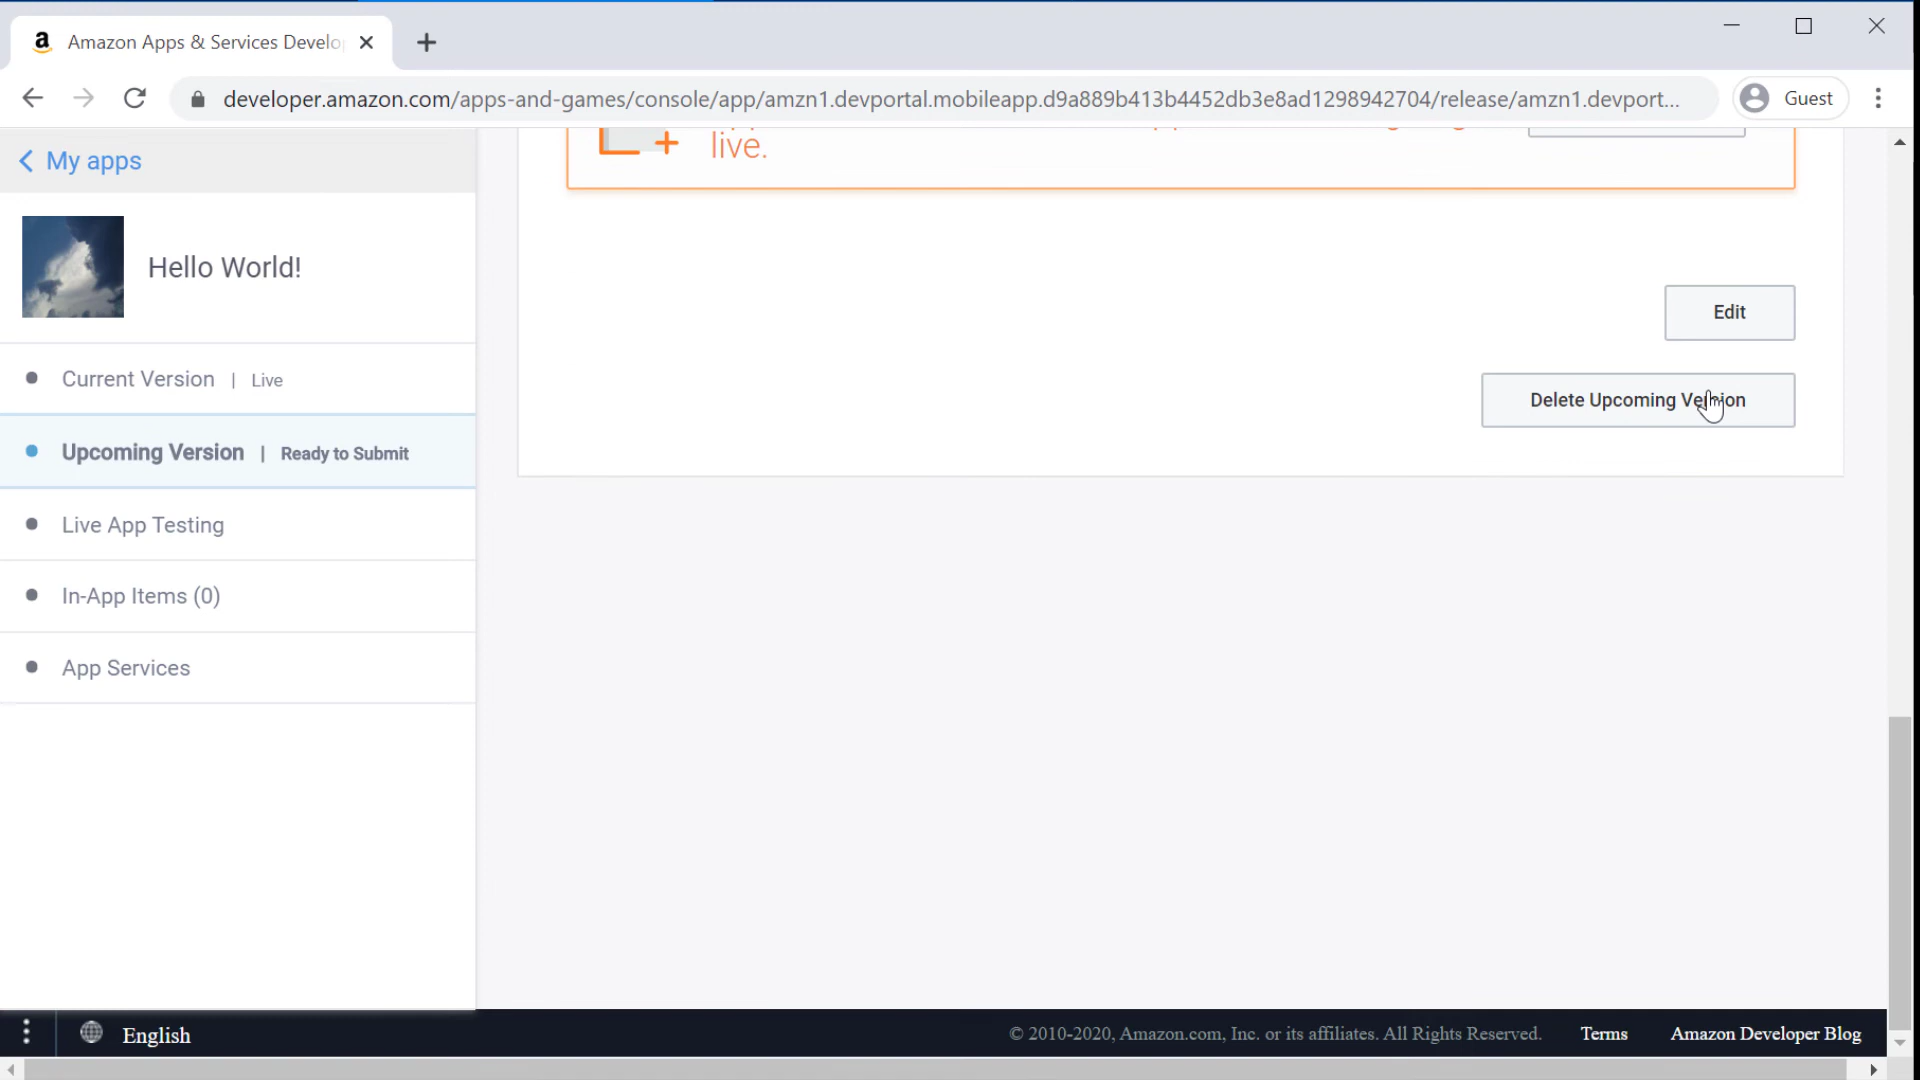 Amazon Apps & Services Develo
developer.amazon.com/apps-and-games/console/app/amzn1.devportal.mobileapp.d9a889b413b4452db3e8ad1298942704/release/amzn1.devport...
Guest
My apps
live.
Hello World!
Edit
Current Version | Live
Delete Upcoming Version
Upcoming Version | Ready to Submit
Live App Testing
In-App Items (0)
App Services
English
© 2010-2020, Amazon.com, Inc. or its affiliates. All Rights Reserved.
Terms
Amazon Developer Blog